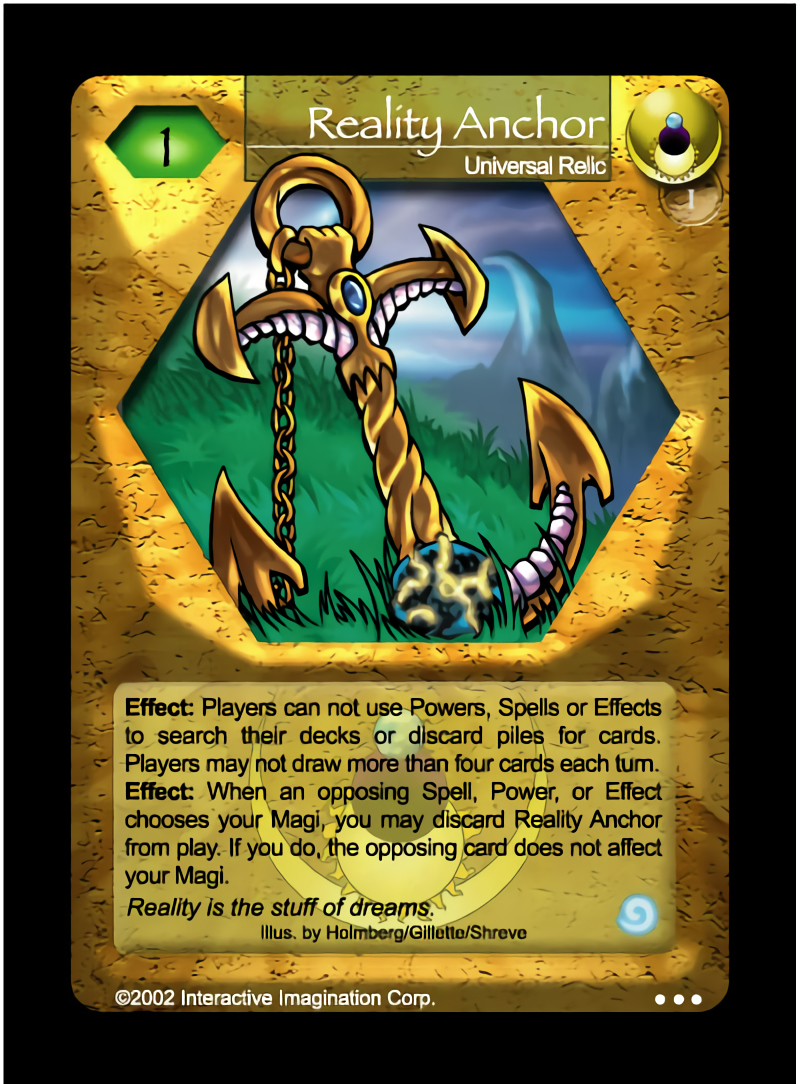 1
Reality Anchor
Universal Relic
1
Effect: Players can not use Powers, Spells or Effects
to search their decks or discard piles for cards.
Players may not draw more than four cards each turn.
Effect: When an opposing Spell, Power, or Effect
chooses your Magi, you may discard Reality Anchor
from play. If you do, the opposing card does not affect
your Magi.
Reality is the stuff of dreams.
Illus. by Holmberg/Gillette/Shreve
©2002 Interactive Imagination Corp.